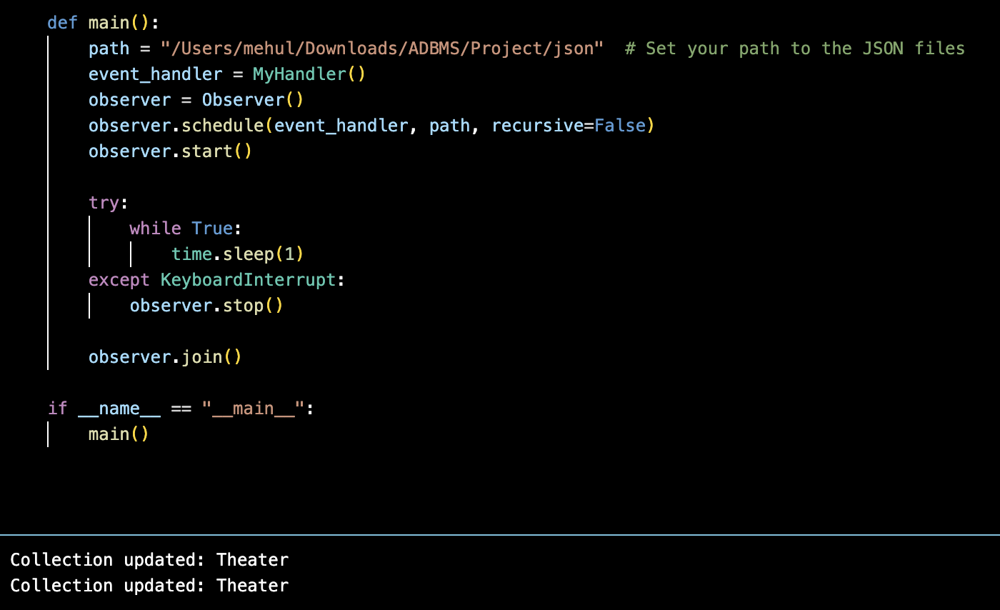 def main():
    path = "/Users/mehul/Downloads/ADBMS/Project/json"  # Set your path to the JSON files
    event_handler = MyHandler()
    observer = Observer()
    observer.schedule(event_handler, path, recursive=False)
    observer.start()

    try:
        while True:
            time.sleep(1)
    except KeyboardInterrupt:
        observer.stop()

    observer.join()

if __name__ == "__main__":
    main()

Collection updated: Theater
Collection updated: Theater